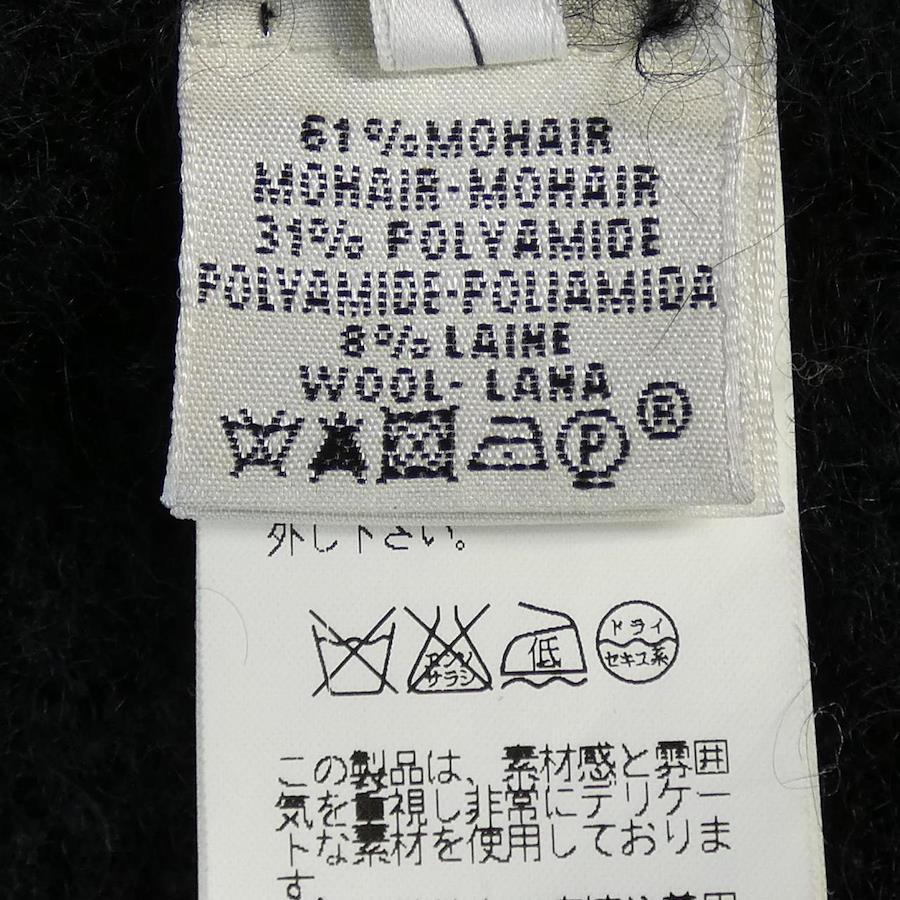 61%MOHAIR
MOHAIR-MOHAIR
31% POLYAMIDE
POLYAMIDE-POLIAMIDA
8% LAINE
WOOL- LANA
P
R
外し下さい。
エンソ
サラシ
低
ドライ
セキユ系
この製品は、素材感と雰囲
気を重視し非常にデリケー
トな素材を使用しておりま
す。